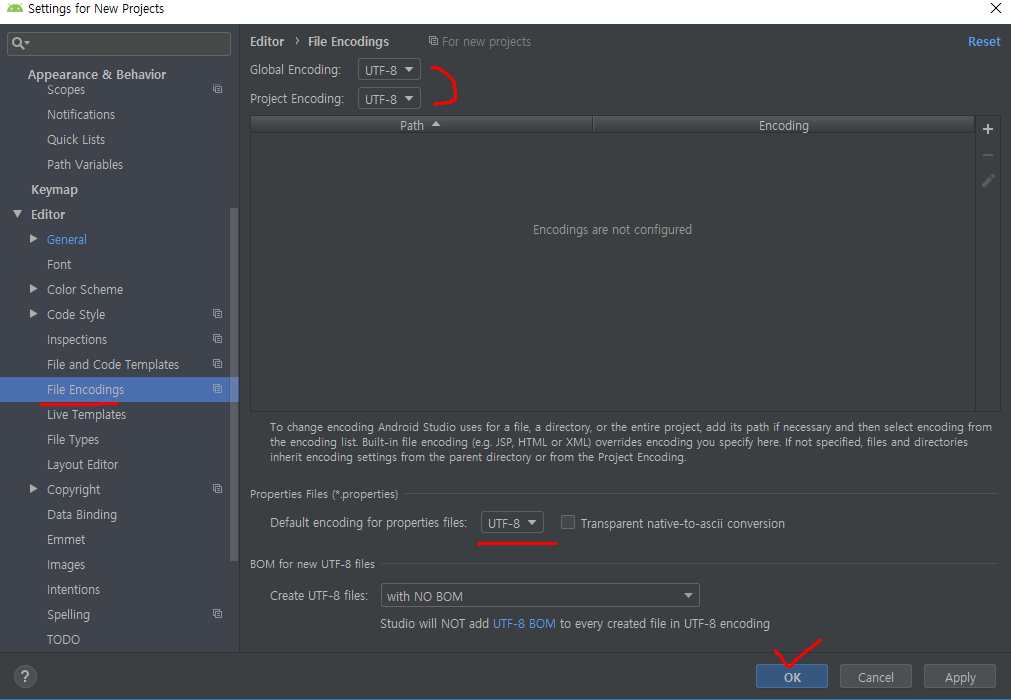 Settings for New Projects
Appearance & Behavior
Scopes
Notifications
Quick Lists
Path Variables
Keymap
Editor
General
Font
Color Scheme
Code Style
Inspections
File and Code Templates
File Encodings
Live Templates
File Types
Layout Editor
Copyright
Data Binding
Emmet
Images
Intentions
Spelling
TODO
Editor › File Encodings For new projects Reset
Global Encoding: UTF-8
Project Encoding: UTF-8
Path Encoding
Encodings are not configured
To change encoding Android Studio uses for a file, a directory, or the entire project, add its path if necessary and then select encoding from
the encoding list. Built-in file encoding (e.g. JSP, HTML or XML) overrides encoding you specify here. If not specified, files and directories
inherit encoding settings from the parent directory or from the Project Encoding.
Properties Files (*.properties)
Default encoding for properties files: UTF-8 Transparent native-to-ascii conversion
BOM for new UTF-8 files
Create UTF-8 files: with NO BOM
Studio will NOT add UTF-8 BOM to every created file in UTF-8 encoding
? OK Cancel Apply